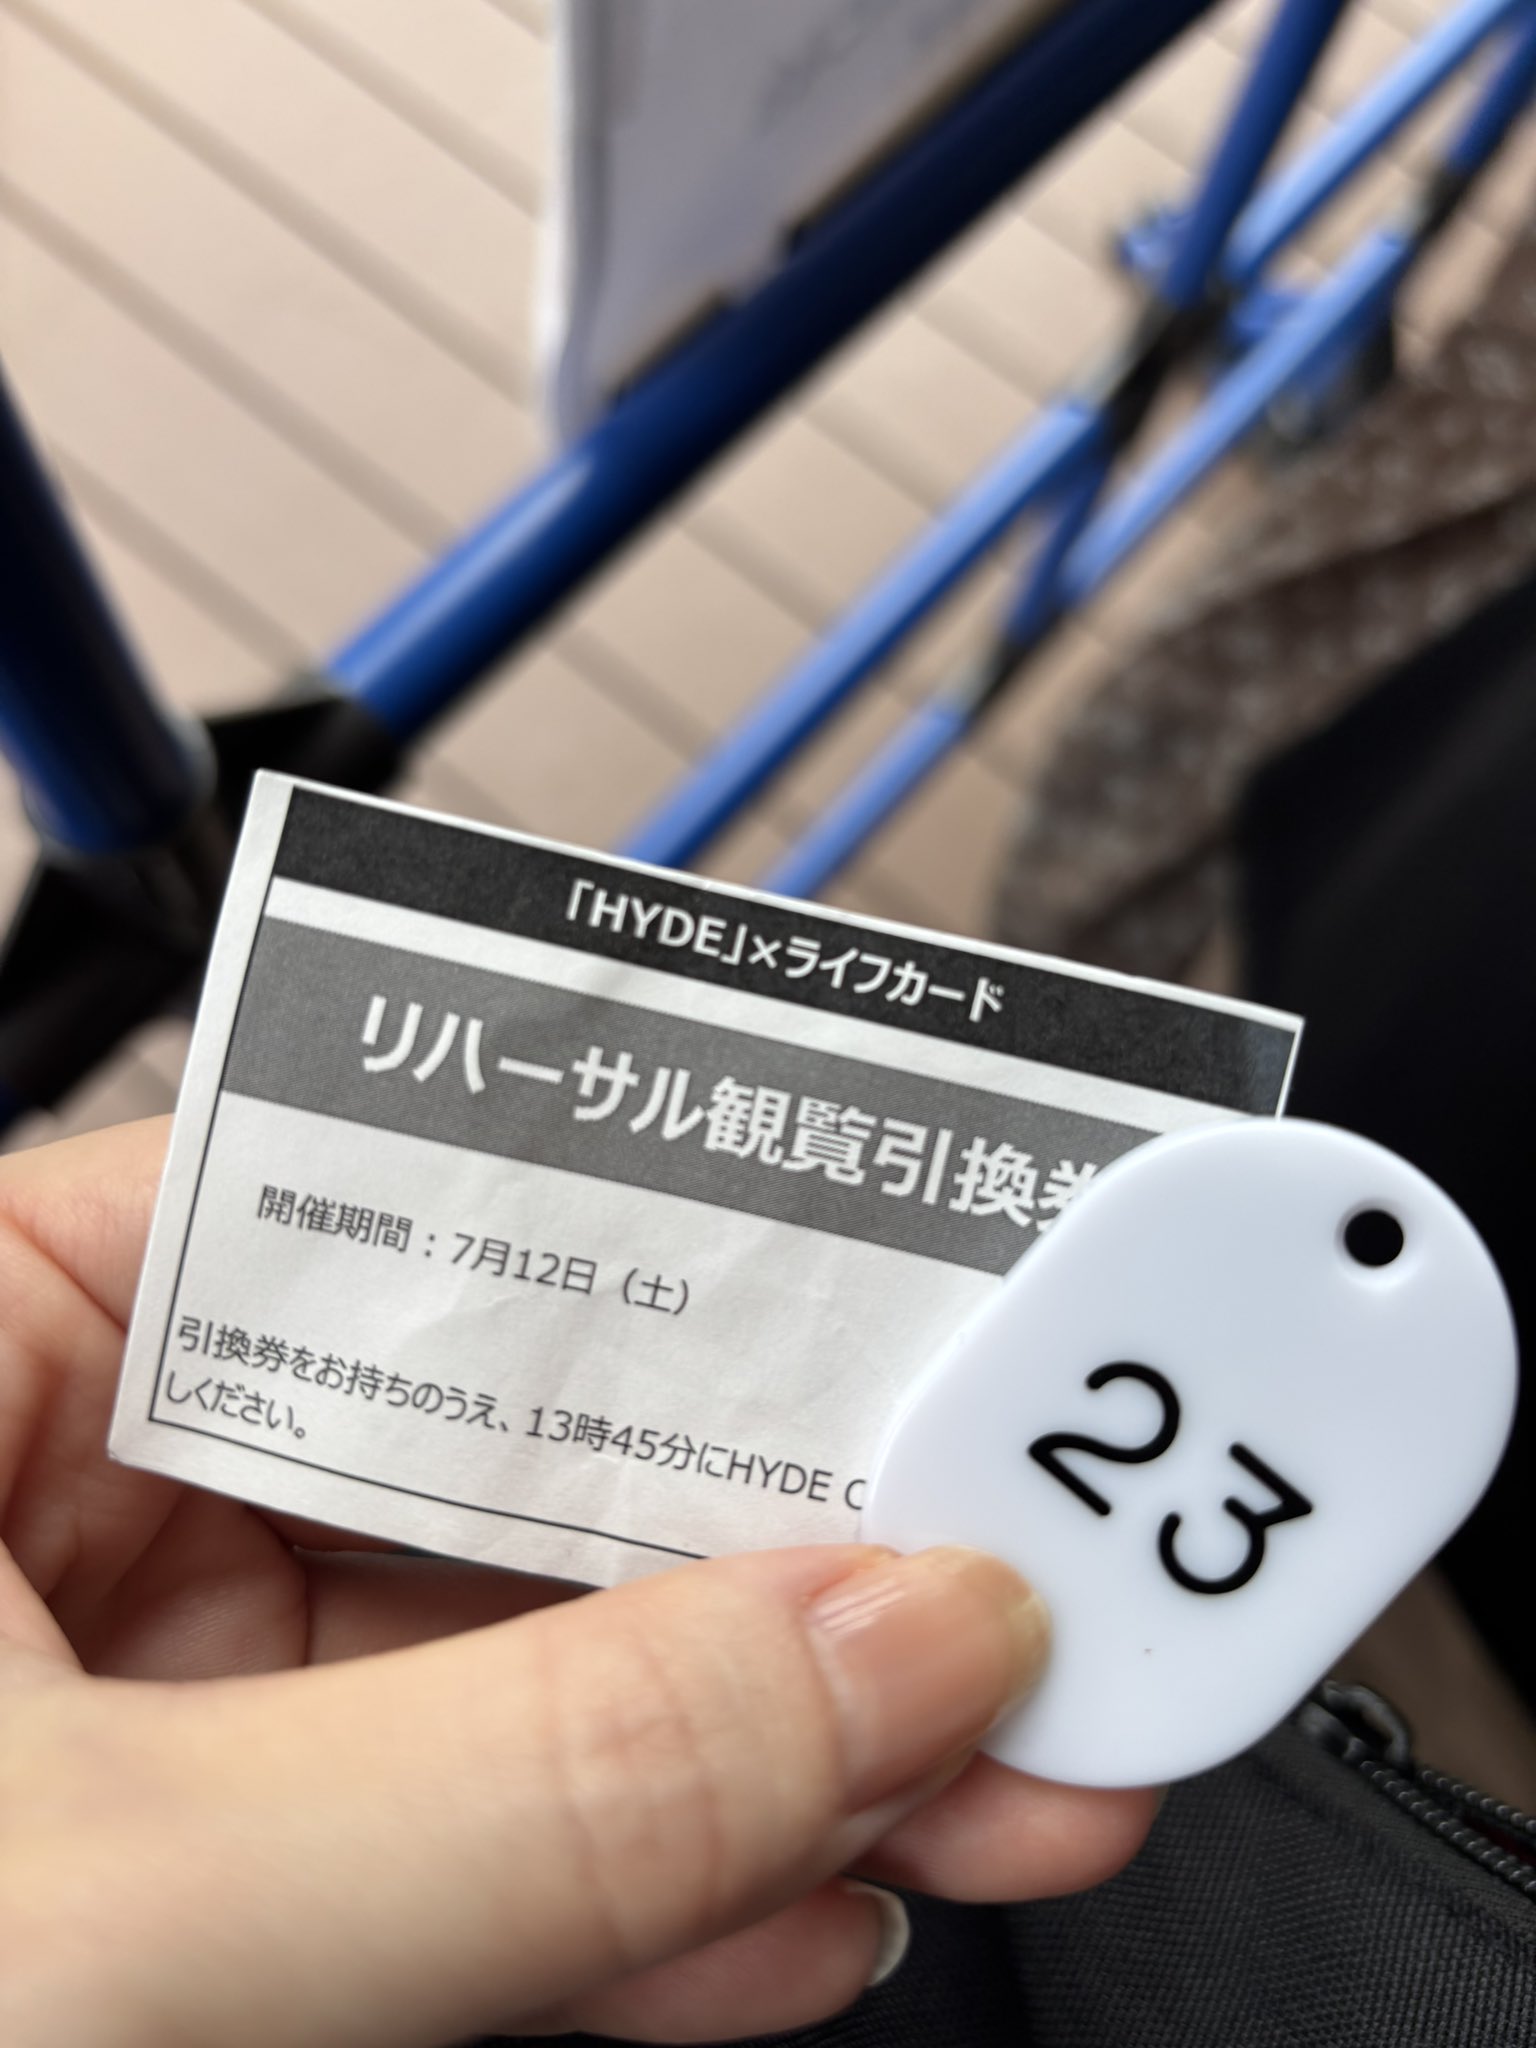 「HYDE」×ライフカード
リハーサル観覧引換券
開催期間：7月12日（土）
引換券をお持ちのうえ、13時45分にHYDE
しください。
23